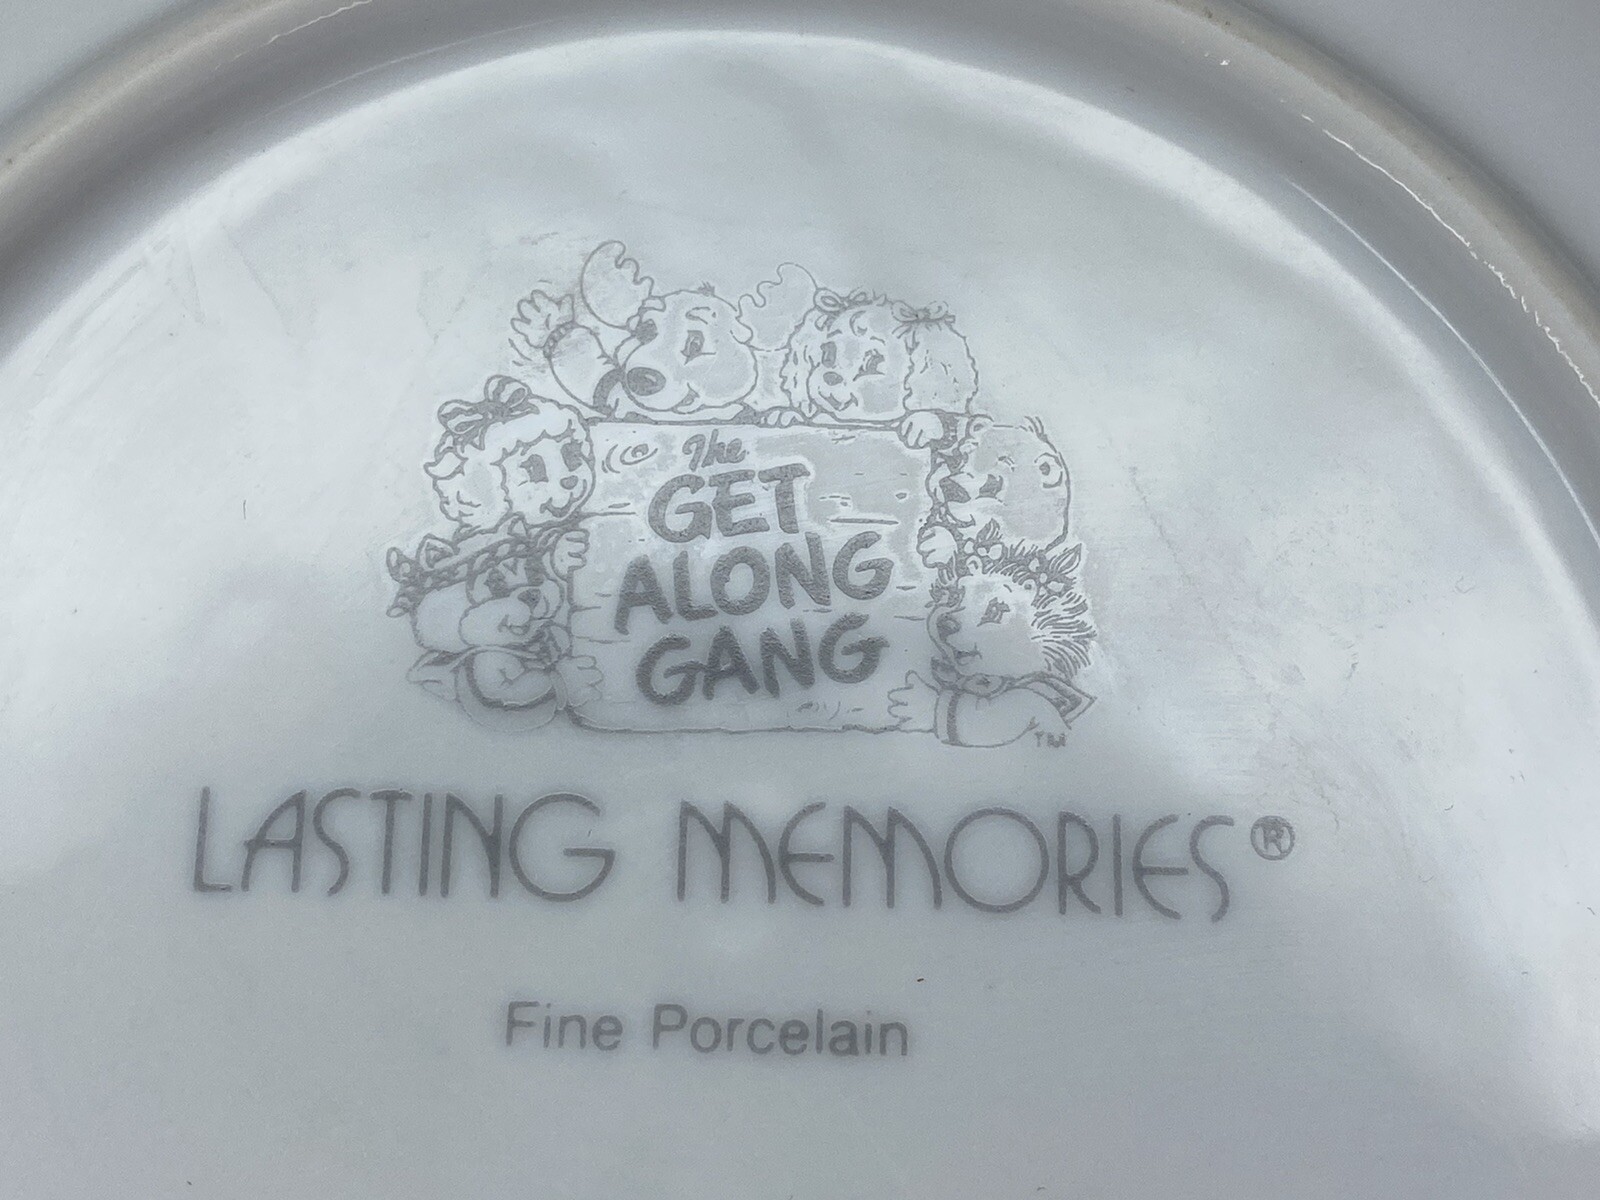 The
GET
ALONG
GANG
TM
LASTING MEMORIES®
Fine Porcelain